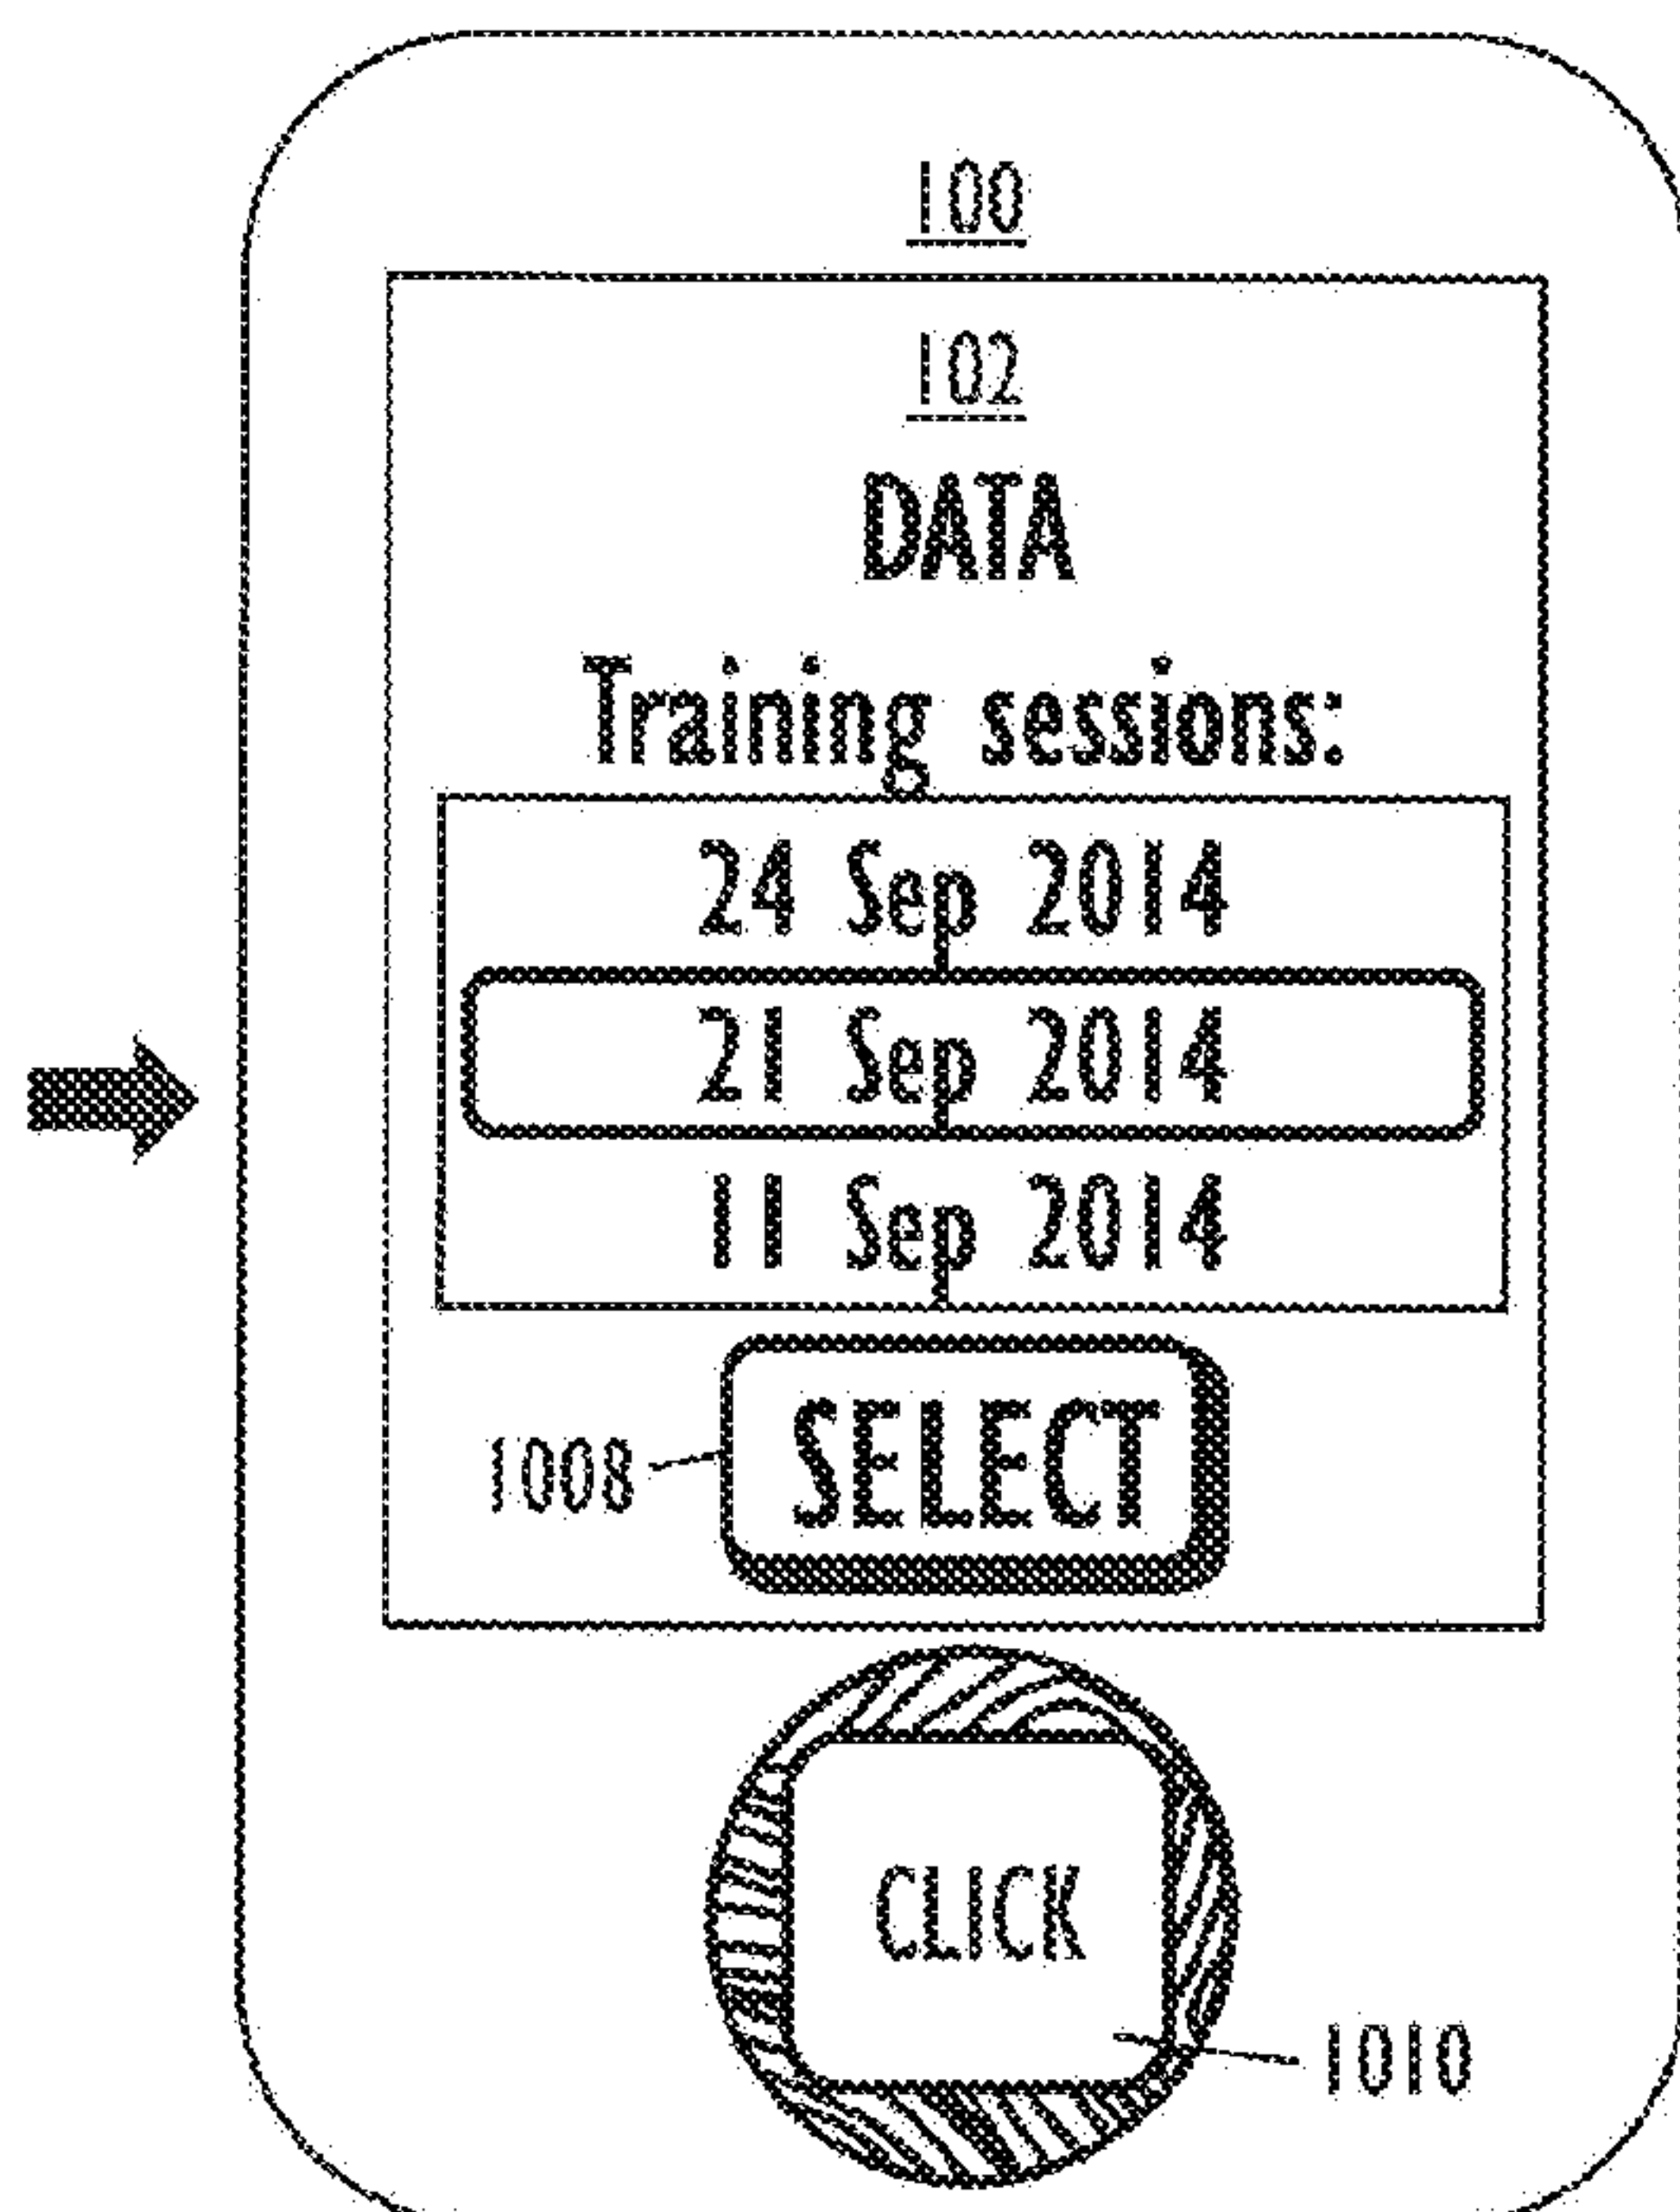 100
102
DATA
Training sessions:
24 Sep 2014
21 Sep 2014
11 Sep 2014
SELECT
1008
CLICK
1010